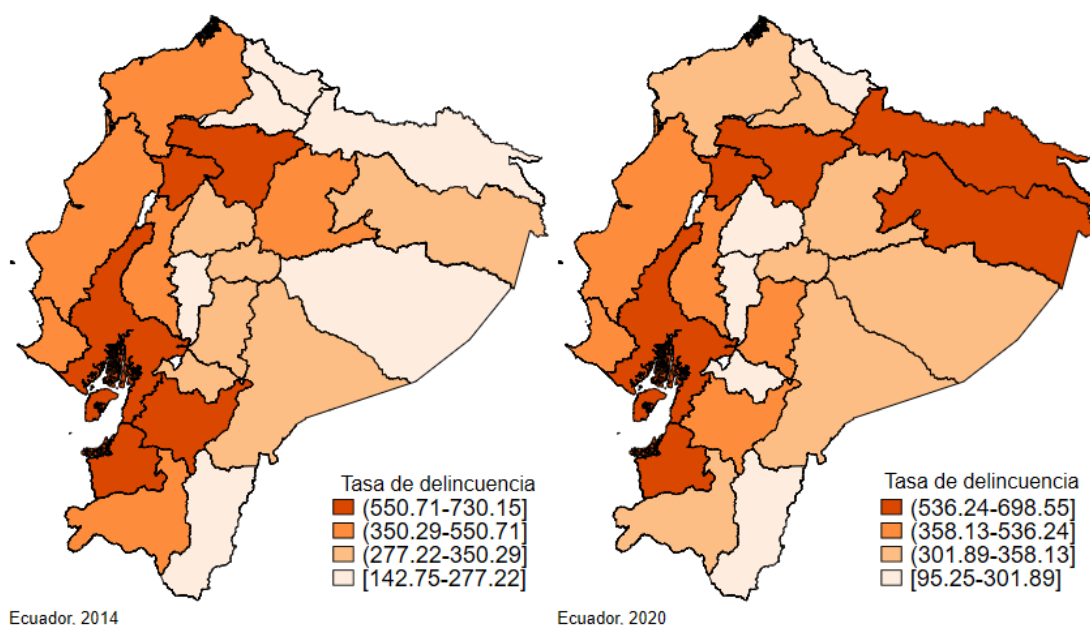 Tasa de delincuencia
(550.71-730.15]
(350.29-550.71]
(277.22-350.29]
[142.75-277.22]
Ecuador, 2014
Tasa de delincuencia
(536.24-698.55]
(358.13-536.24]
(301.89-358.13]
[95.25-301.89]
Ecuador, 2020